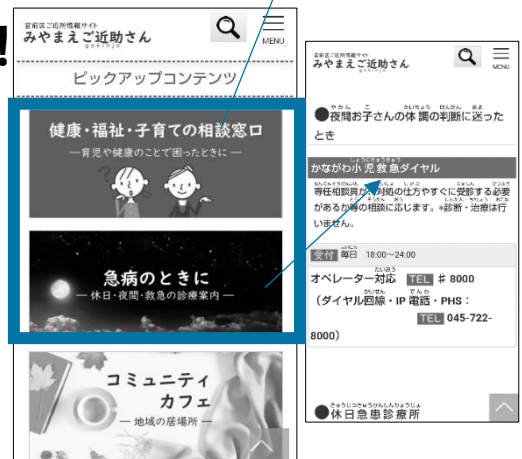 !
宮前区ご近所情報サイト
みやまえご近助さん
gokinjo
MENU
ピックアップコンテンツ
健康・福祉・子育ての相談窓口
―育児や健康のことで困ったときに―
急病のときに
―休日・夜間・救急の診療案内―
コミュニティ
カフェ
―地域の居場所―
宮前区ご近所情報サイト
みやまえご近助さん
gokinjo
MENU
●夜間お子さんの体調の判断に迷った
とき
かながわ小児救急ダイヤル
専任相談員が、対処の仕方やすぐに受診する必要
があるか等の相談に応じます。*診断・治療は行
いません。
受付 毎日 18:00～24:00
オペレーター対応 TEL ♯8000
（ダイヤル回線・IP電話・PHS：
TEL 045-722-
8000）
●休日急患診療所